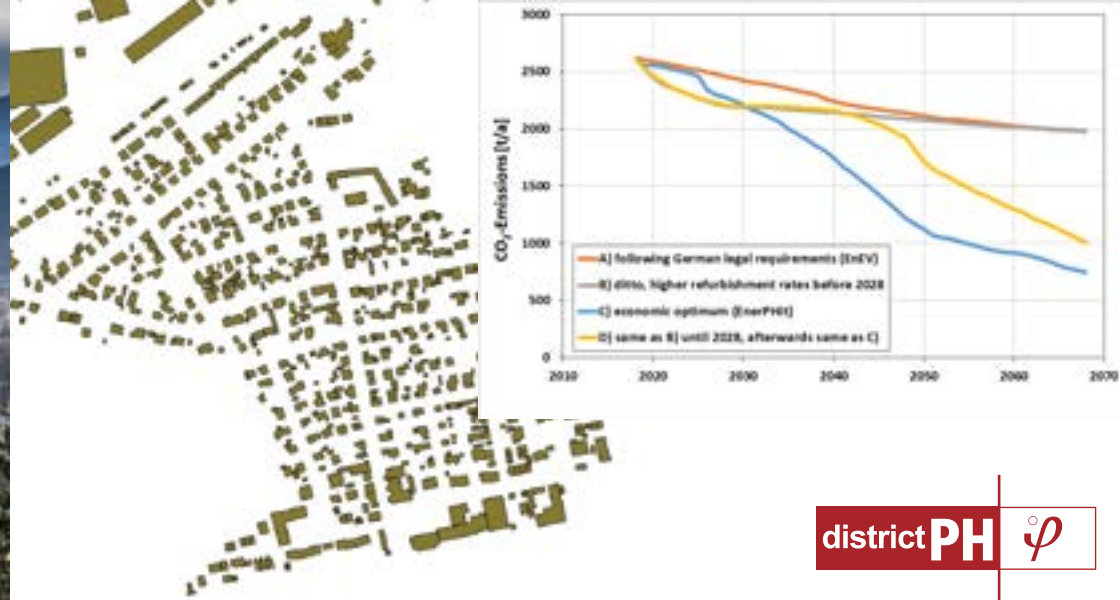 3000
2500
2000
1500
1000
500
0
CO₂-Emissions [t/a]
A) following German legal requirements (EnEV)
B) ditto, higher refurbishment rates before 2028
C) economic optimum (EnerPHit)
D) same as B) until 2028, afterwards same as C)
2010 2020 2030 2040 2050 2060 2070
districtPH